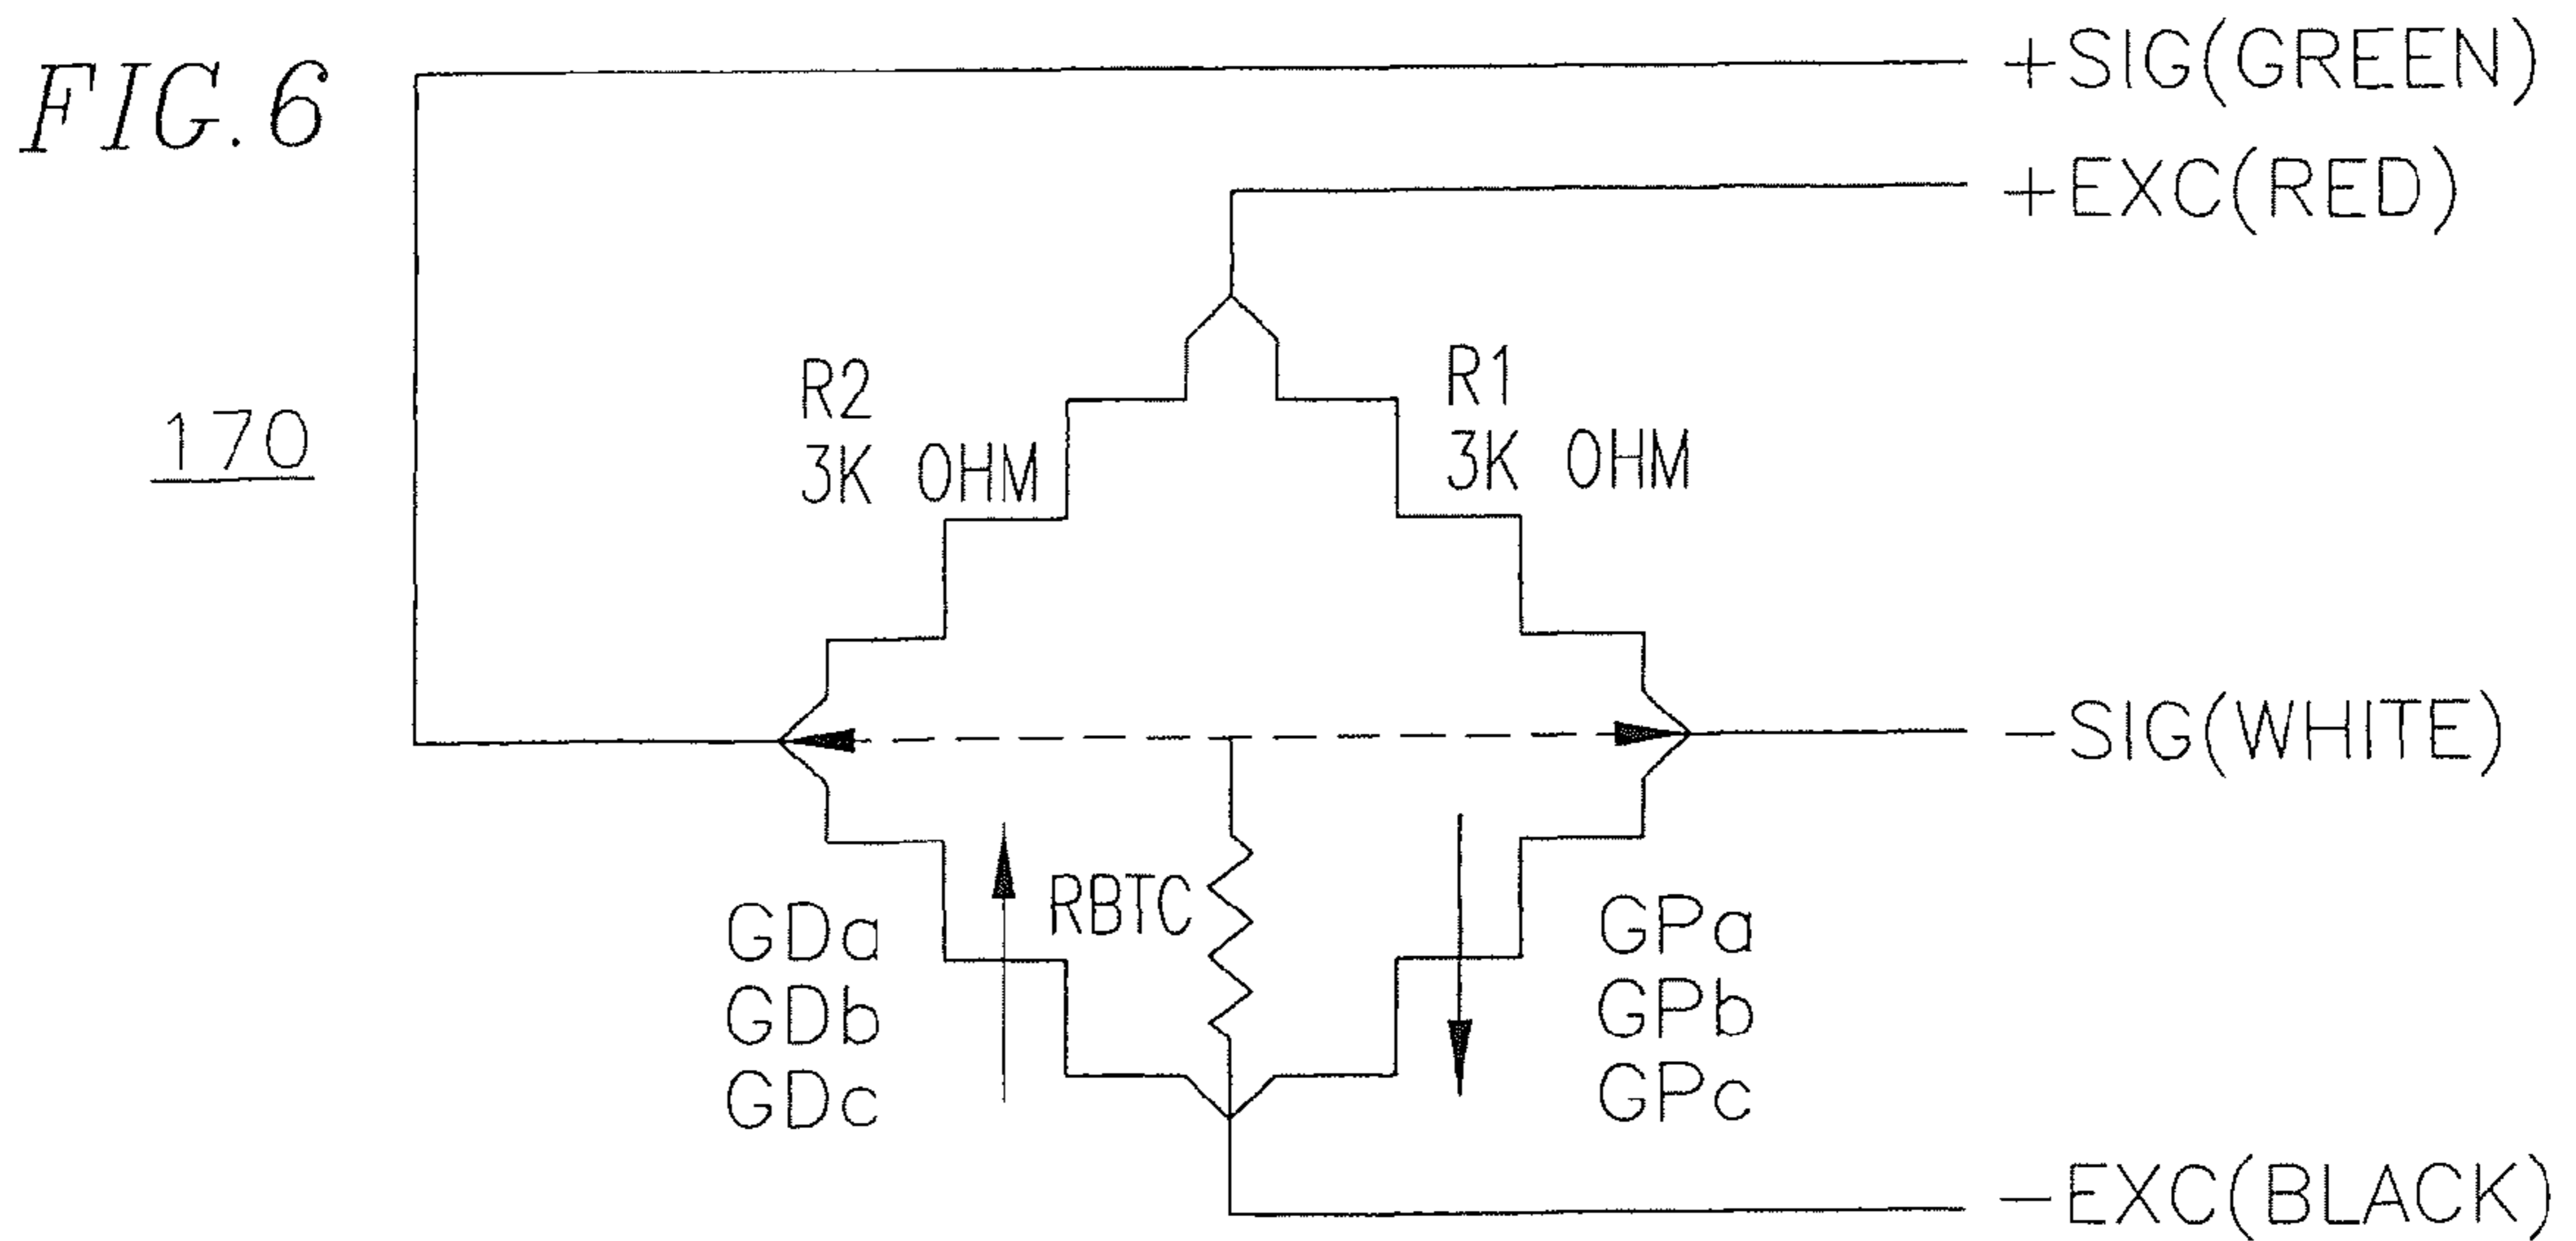 FIG. 6
+SIG(GREEN)
+EXC(RED)
R2
3K OHM
R1
3K OHM
170
-SIG(WHITE)
RBTC
GDa
GDb
GDc
GPa
GPb
GPc
-EXC(BLACK)